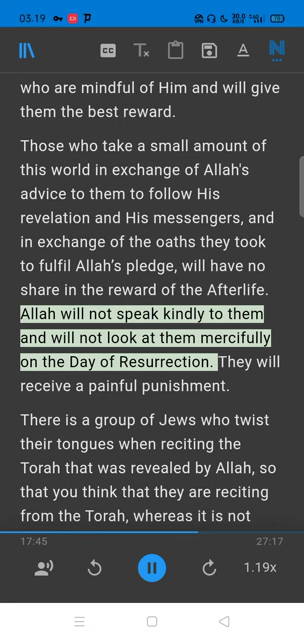 03.19
30.0
KB/S
73
CC
who are mindful of Him and will give
them the best reward.
Those who take a small amount of
this world in exchange of Allah's
advice to them to follow His
revelation and His messengers, and
in exchange of the oaths they took
to fulfil Allah’s pledge, will have no
share in the reward of the Afterlife.
Allah will not speak kindly to them
and will not look at them mercifully
on the Day of Resurrection. They will
receive a painful punishment.
There is a group of Jews who twist
their tongues when reciting the
Torah that was revealed by Allah, so
that you think that they are reciting
from the Torah, whereas it is not
17:45
27:17
1.19x